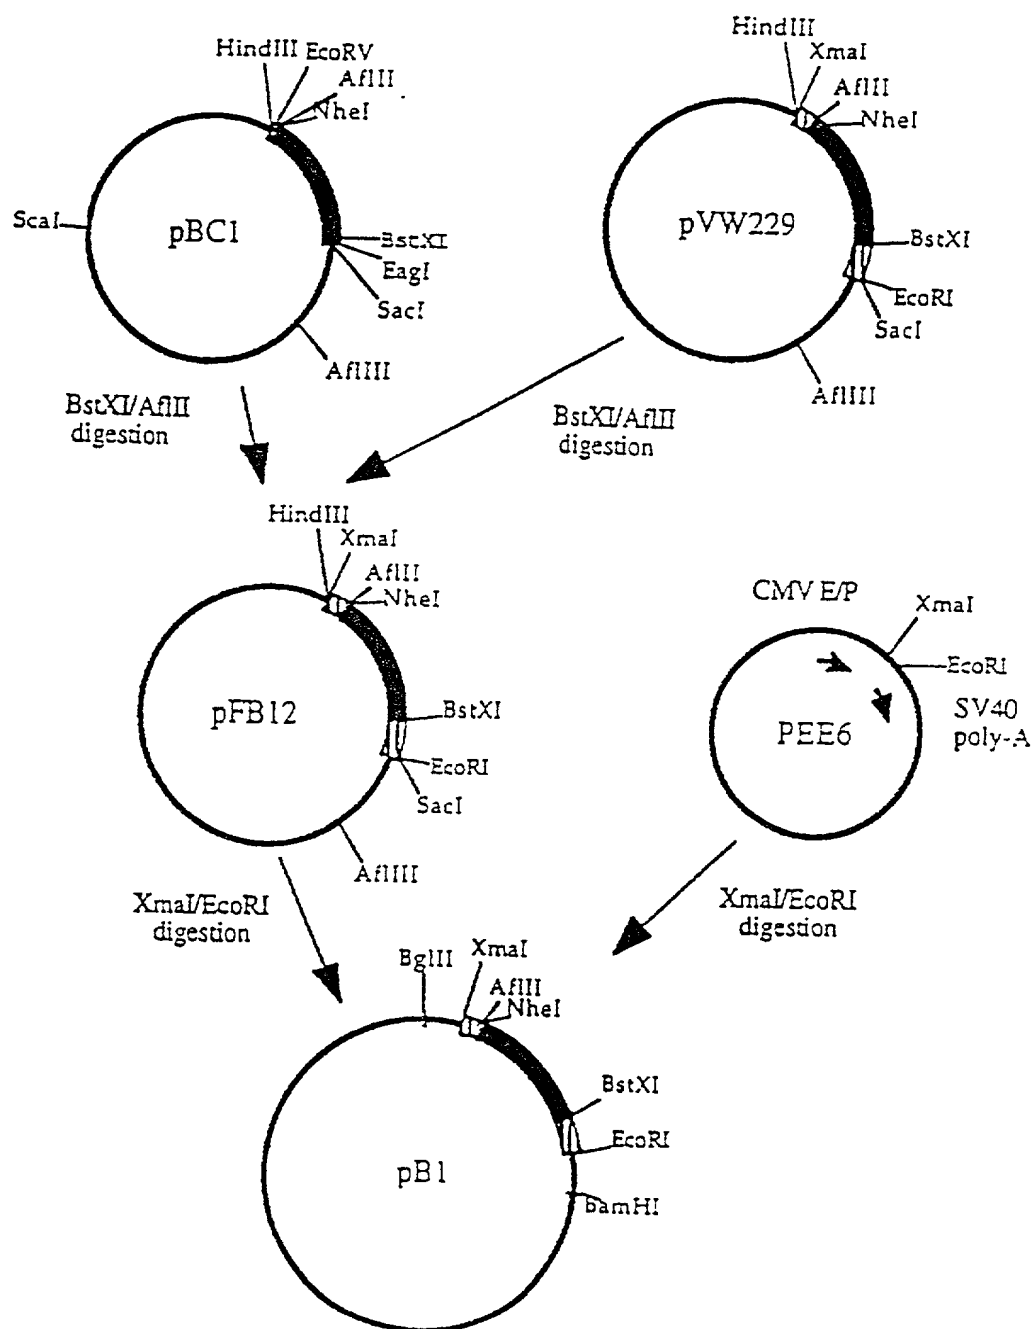 HindIII
EcoRV
AflII
NheI
ScaI
pBC1
BstXI
EagI
SacI
AflIII
HindIII
XmaI
AflII
NheI
pVW229
BstXI
EcoRI
SacI
AflIII
BstXI/AflII
digestion
BstXI/AflII
digestion
HindIII
XmaI
AflII
NheI
pFB12
BstXI
EcoRI
SacI
AflIII
CMV E/P
XmaI
EcoRI
SV40
poly-A
PEE6
XmaI/EcoRI
digestion
XmaI/EcoRI
digestion
BglII
XmaI
AflII
NheI
pB1
BstXI
EcoRI
bamHI